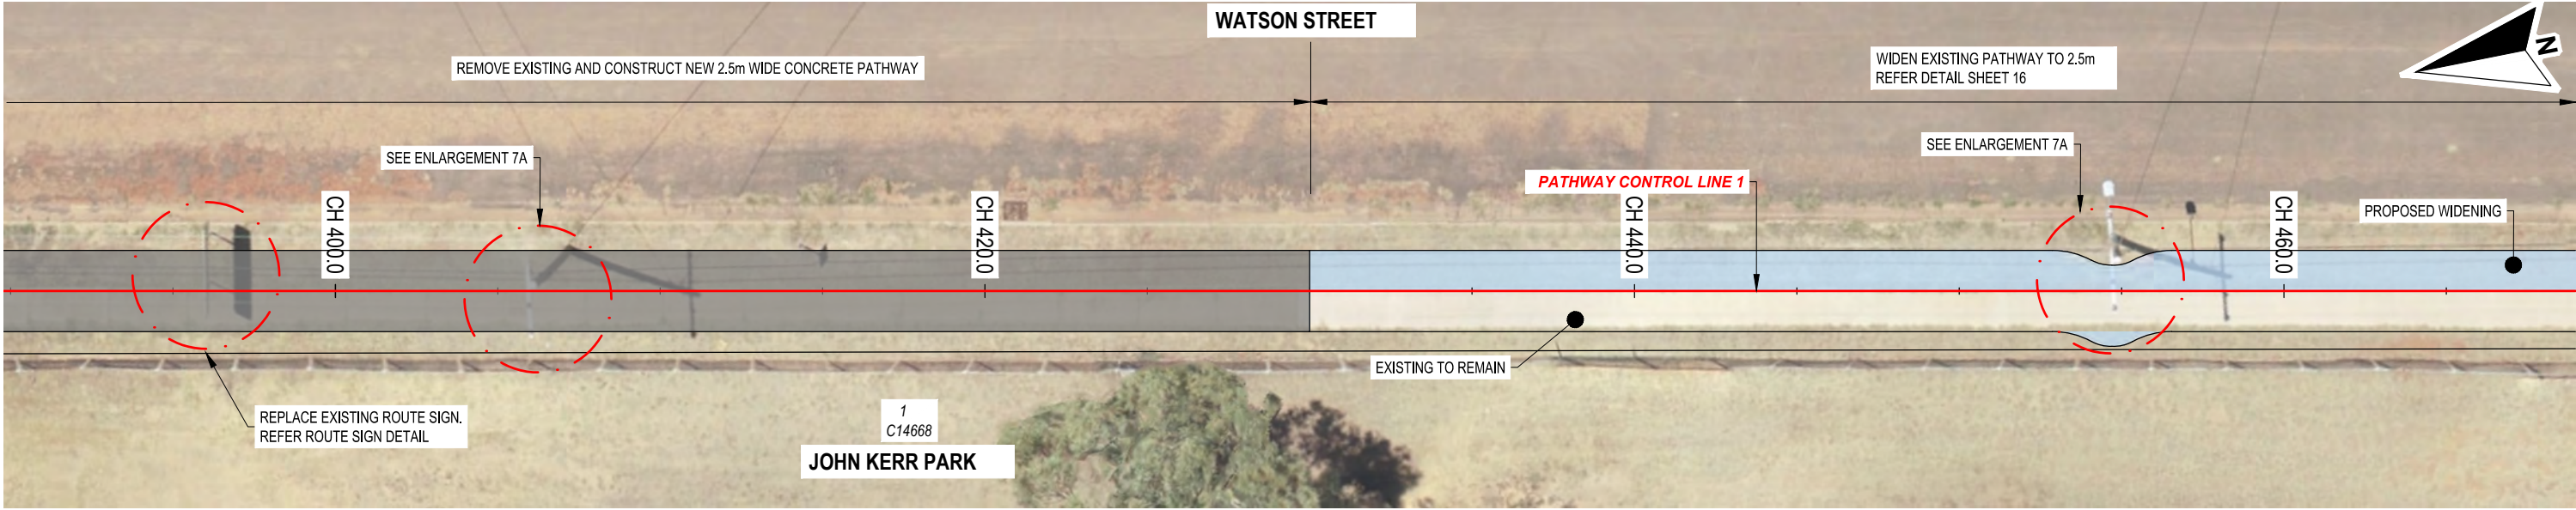 WATSON STREET
N
REMOVE EXISTING AND CONSTRUCT NEW 2.5m WIDE CONCRETE PATHWAY
WIDEN EXISTING PATHWAY TO 2.5m
REFER DETAIL SHEET 16
SEE ENLARGEMENT 7A
SEE ENLARGEMENT 7A
PATHWAY CONTROL LINE 1
CH 400.0
CH 420.0
CH 440.0
CH 460.0
PROPOSED WIDENING
EXISTING TO REMAIN
REPLACE EXISTING ROUTE SIGN.
REFER ROUTE SIGN DETAIL
1
C14668
JOHN KERR PARK